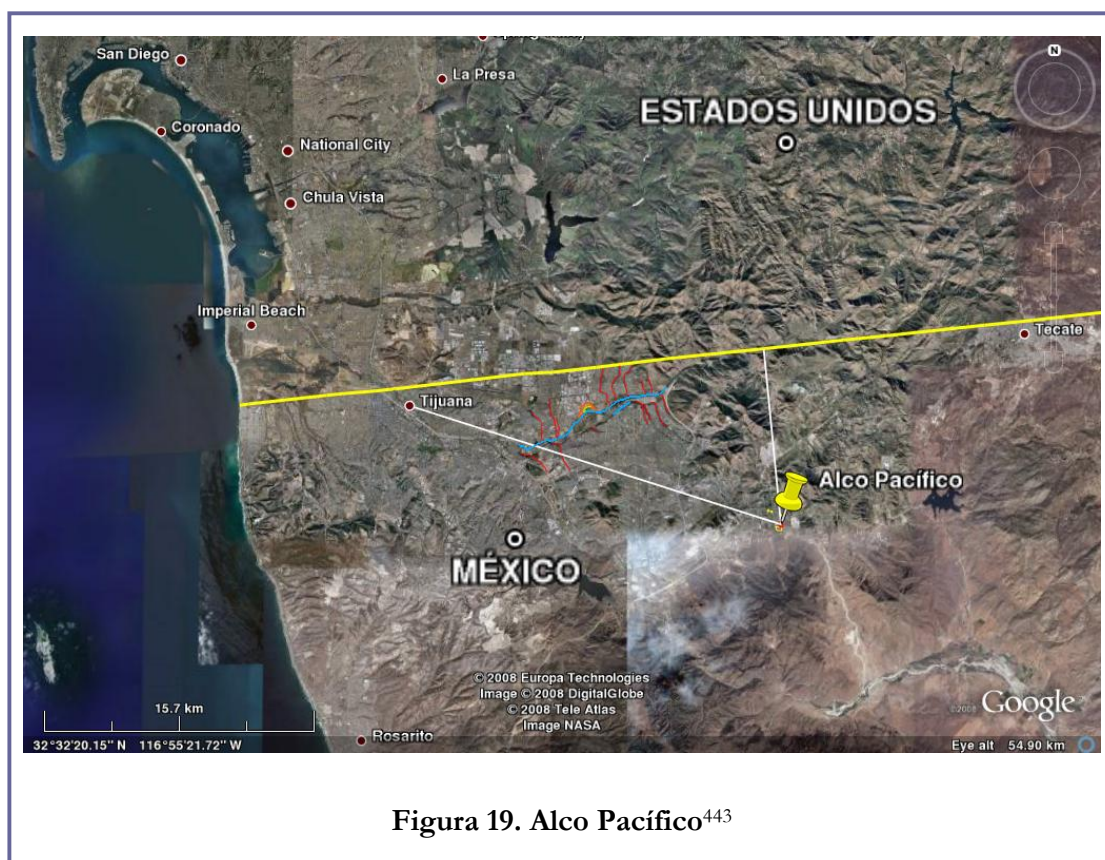 San Diego
La Presa
ESTADOS UNIDOS
Coronado
N
National City
Chula Vista
Imperial Beach
Tecate
Tijuana
Alco Pacífico
MÉXICO
© 2008 Europa Technologies
Image © 2008 DigitalGlobe
© 2008 Tele Atlas
Image NASA
©2008 Google™
15.7 km
Rosarito
32°32'20.15" N 116°55'21.72" W
Eye alt 54.90 km
Figura 19. Alco Pacífico443